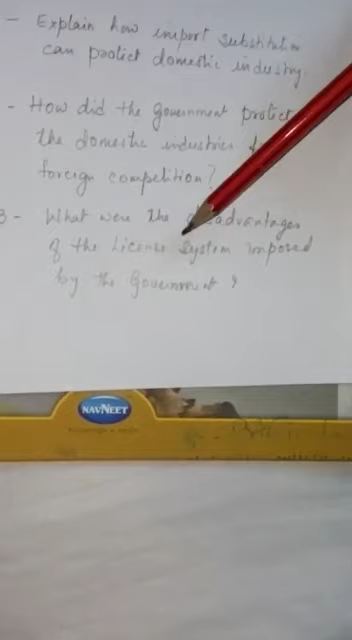 - Explain how import substitution
can protect domestic industry.
- How did the government protect
the domestic industries
foreign competition?
3- What were the disadvantages
of the License System imposed
by the Government?
NAVNEET